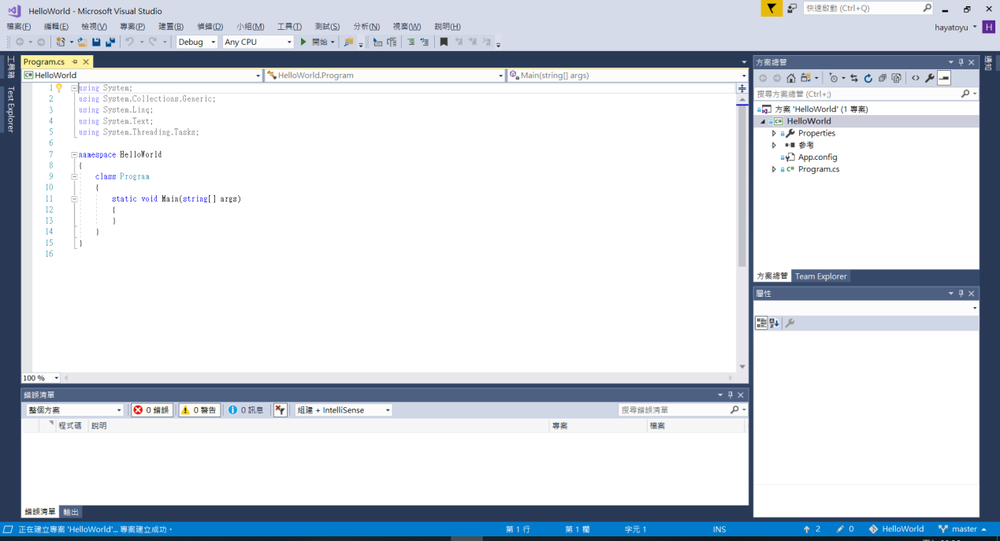 HelloWorld - Microsoft Visual Studio
快速啟動 (Ctrl+Q)
檔案(F) 編輯(E) 檢視(V) 專案(P) 建置(B) 偵錯(D) 小組(M) 工具(T) 測試(S) 分析(N) 視窗(W) 說明(H)
hayatoyu H
Debug Any CPU 開始
工具箱
Test Explorer
Program.cs
HelloWorld HelloWorld.Program Main(string[] args)
1 using System;
2 using System.Collections.Generic;
3 using System.Linq;
4 using System.Text;
5 using System.Threading.Tasks;
6
7 namespace HelloWorld
8 {
9 class Program
10 {
11 static void Main(string[] args)
12 {
13 }
14 }
15 }
16
100 %
方案總管
搜尋方案總管 (Ctrl+;)
方案 'HelloWorld' (1 專案)
C# HelloWorld
Properties
參考
App.config
C# Program.cs
方案總管 Team Explorer
屬性
通知
錯誤清單
整個方案 0 錯誤 0 警告 0 訊息 組建 + IntelliSense 搜尋錯誤清單
程式碼 說明 專案 檔案
錯誤清單 輸出
正在建立專案 'HelloWorld'... 專案建立成功。 第 1 行 第 1 欄 字元 1 INS 2 0 HelloWorld master